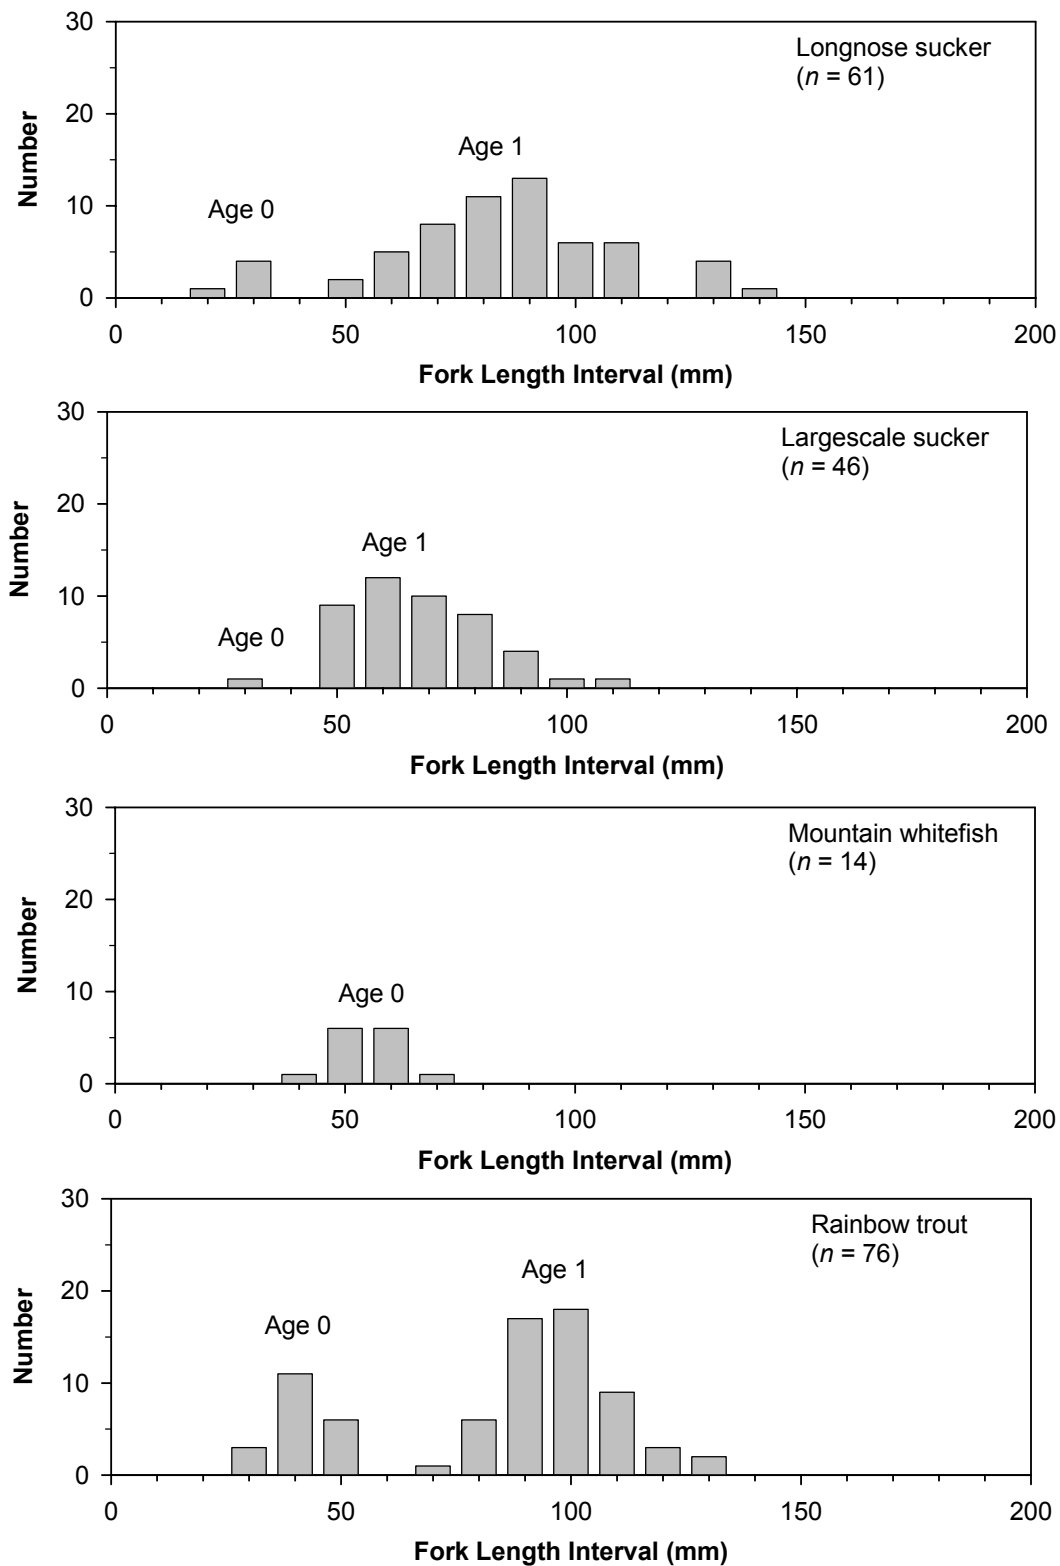 30
Longnose sucker
(n = 61)
20
Age 1
10
Age 0
0
Number
0 50 100 150 200
Fork Length Interval (mm)
30
Largescale sucker
(n = 46)
20
Age 1
10
Age 0
0
Number
0 50 100 150 200
Fork Length Interval (mm)
30
Mountain whitefish
(n = 14)
20
10
Age 0
0
Number
0 50 100 150 200
Fork Length Interval (mm)
30
Rainbow trout
(n = 76)
20
Age 1
Age 0
10
0
Number
0 50 100 150 200
Fork Length Interval (mm)